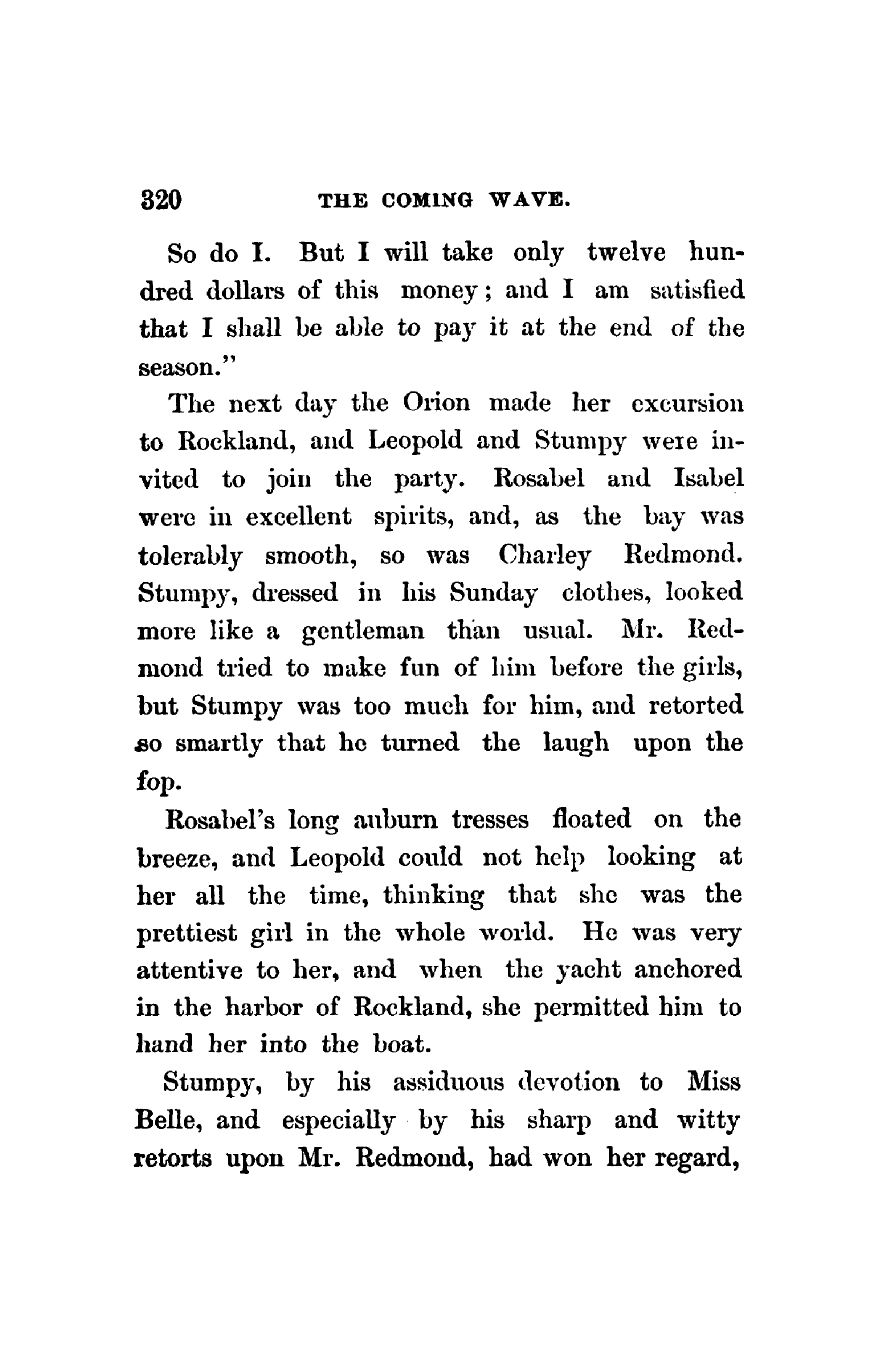 320 THE COMING WAVE.
So do I. But I will take only twelve hun-
dred dollars of this money; and I am satisfied
that I shall be able to pay it at the end of the
season."
The next day the Orion made her excursion
to Rockland, and Leopold and Stumpy were in-
vited to join the party. Rosabel and Isabel
were in excellent spirits, and, as the bay was
tolerably smooth, so was Charley Redmond.
Stumpy, dressed in his Sunday clothes, looked
more like a gentleman than usual. Mr. Red-
mond tried to make fun of him before the girls,
but Stumpy was too much for him, and retorted
so smartly that he turned the laugh upon the
fop.
Rosabel's long auburn tresses floated on the
breeze, and Leopold could not help looking at
her all the time, thinking that she was the
prettiest girl in the whole world. He was very
attentive to her, and when the yacht anchored
in the harbor of Rockland, she permitted him to
hand her into the boat.
Stumpy, by his assiduous devotion to Miss
Belle, and especially by his sharp and witty
retorts upon Mr. Redmond, had won her regard,